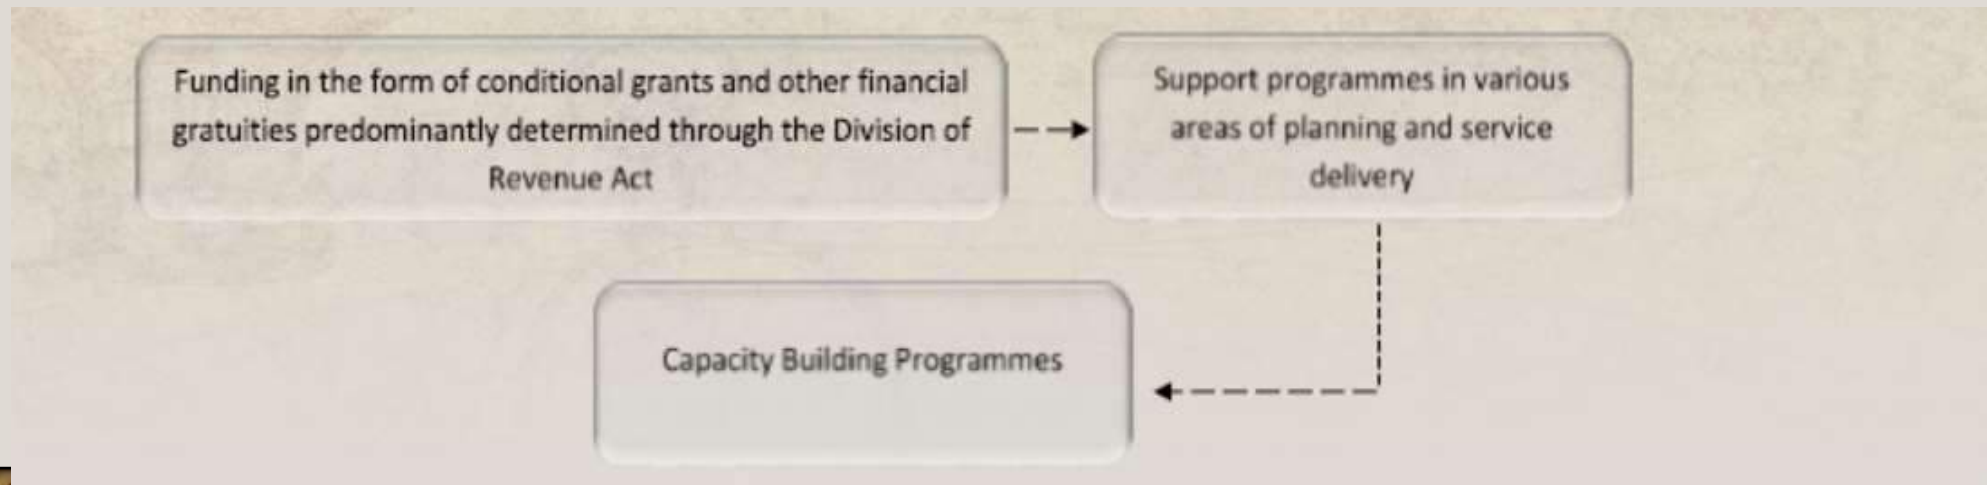 Funding in the form of conditional grants and other financial
gratuities predominantly determined through the Division of
Revenue Act
Support programmes in various
areas of planning and service
delivery
Capacity Building Programmes